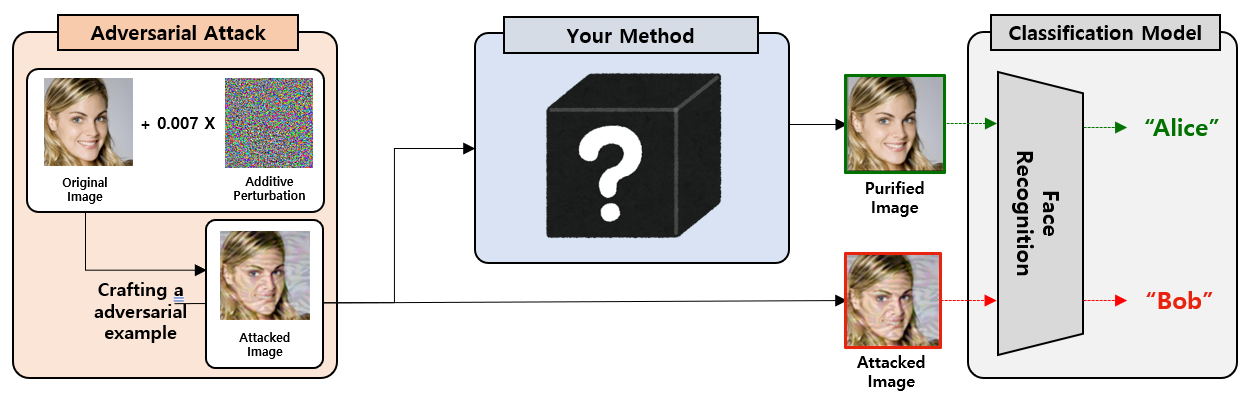 Adversarial Attack
+ 0.007 X
Original
Image
Additive
Perturbation
Crafting a
adversarial
example
Attacked
Image
Your Method
?
Purified
Image
Attacked
Image
Classification Model
Face
Recognition
“Alice”
“Bob”